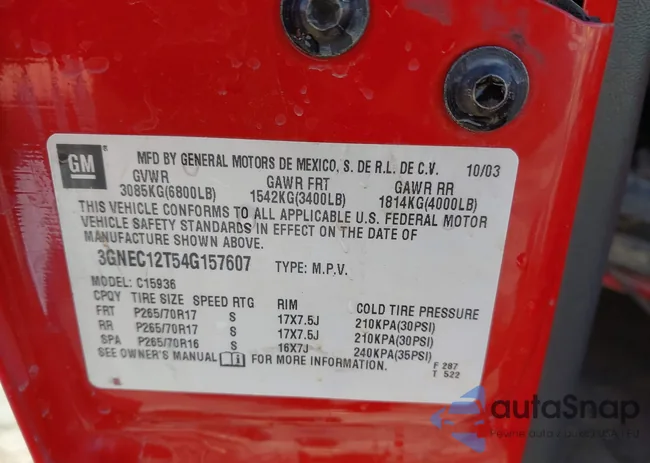 GM
MFD BY GENERAL MOTORS DE MEXICO, S. DE R.L. DE C.V. 10/03
GVWR GAWR FRT GAWR RR
3085KG(6800LB) 1542KG(3400LB) 1814KG(4000LB)
THIS VEHICLE CONFORMS TO ALL APPLICABLE U.S. FEDERAL MOTOR
VEHICLE SAFETY STANDARDS IN EFFECT ON THE DATE OF
MANUFACTURE SHOWN ABOVE.
3GNEC12T54G157607 TYPE: M.P.V.
MODEL: C15936
CPQY TIRE SIZE SPEED RTG RIM COLD TIRE PRESSURE
FRT P265/70R17 S 17X7.5J 210KPA(30PSI)
RR P265/70R17 S 17X7.5J 210KPA(30PSI)
SPA P265/70R16 S 16X7J 240KPA(35PSI)
SEE OWNER'S MANUAL FOR MORE INFORMATION.
F 287
T 522
autaSnap